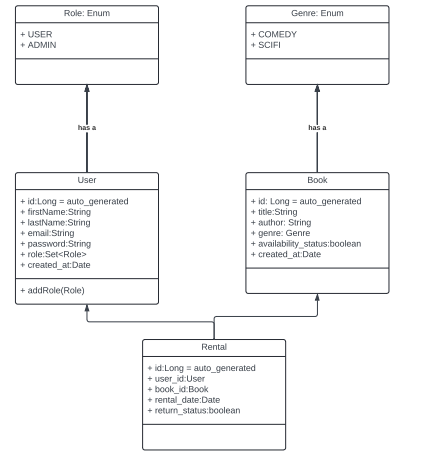 Role: Enum
+ USER
+ ADMIN
Genre: Enum
+ COMEDY
+ SCIFI
has a
has a
User
+ id:Long = auto_generated
+ firstName:String
+ lastName:String
+ email:String
+ password:String
+ role:Set<Role>
+ created_at:Date
+ addRole(Role)
Book
+ id: Long = auto_generated
+ title:String
+ author: String
+ genre: Genre
+ availability_status:boolean
+ created_at:Date
Rental
+ id:Long = auto_generated
+ user_id:User
+ book_id:Book
+ rental_date:Date
+ return_status:boolean